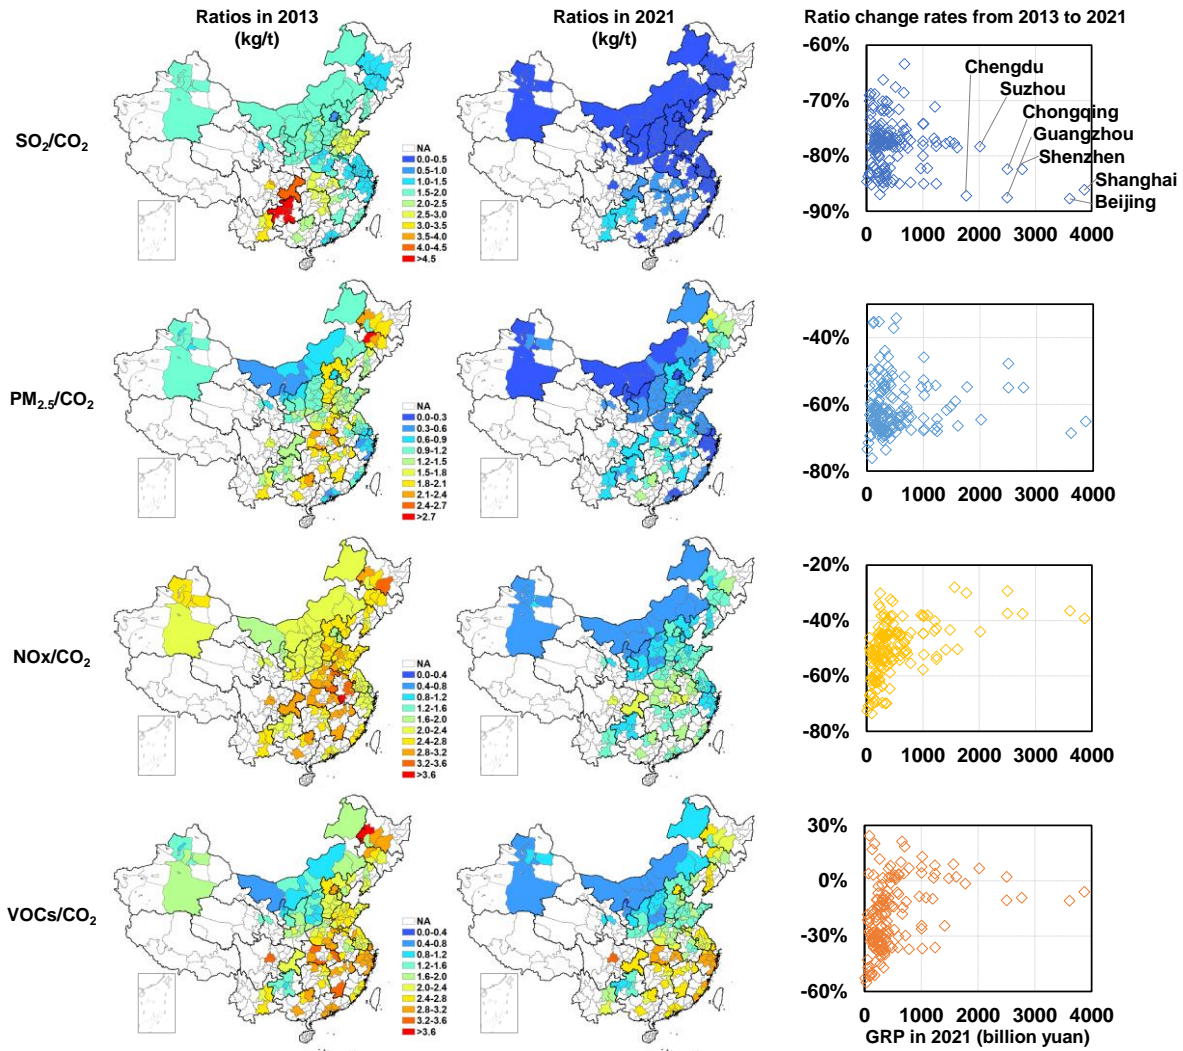 Ratios in 2013
(kg/t)
Ratios in 2021
(kg/t)
Ratio change rates from 2013 to 2021
SO2/CO2
NA
0.0-0.5
0.5-1.0
1.0-1.5
1.5-2.0
2.0-2.5
2.5-3.0
3.0-3.5
3.5-4.0
4.0-4.5
>4.5
-60%
-70%
-80%
-90%
Chengdu
Suzhou
Chongqing
Guangzhou
Shenzhen
Shanghai
Beijing
0 1000 2000 3000 4000
PM2.5/CO2
NA
0.0-0.3
0.3-0.6
0.6-0.9
0.9-1.2
1.2-1.5
1.5-1.8
1.8-2.1
2.1-2.4
2.4-2.7
>2.7
-40%
-60%
-80%
0 1000 2000 3000 4000
NOx/CO2
NA
0.0-0.4
0.4-0.8
0.8-1.2
1.2-1.6
1.6-2.0
2.0-2.4
2.4-2.8
2.8-3.2
3.2-3.6
>3.6
-20%
-40%
-60%
-80%
0 1000 2000 3000 4000
VOCs/CO2
NA
0.0-0.4
0.4-0.8
0.8-1.2
1.2-1.6
1.6-2.0
2.0-2.4
2.4-2.8
2.8-3.2
3.2-3.6
>3.6
30%
0%
-30%
-60%
0 1000 2000 3000 4000
GRP in 2021 (billion yuan)